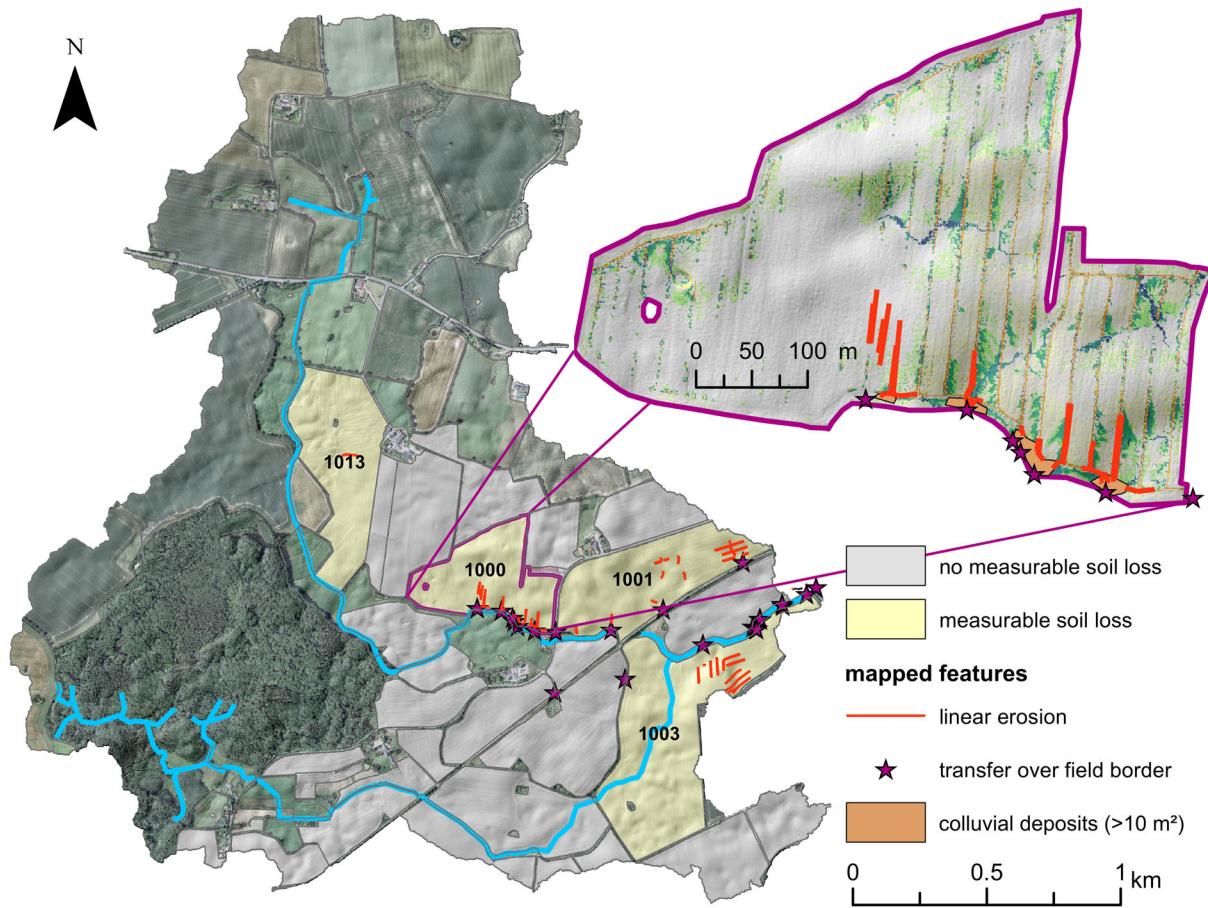 N
0 50 100 m
1013
1000
1001
1003
no measurable soil loss
measurable soil loss
mapped features
linear erosion
transfer over field border
colluvial deposits (>10 m²)
0 0.5 1 km